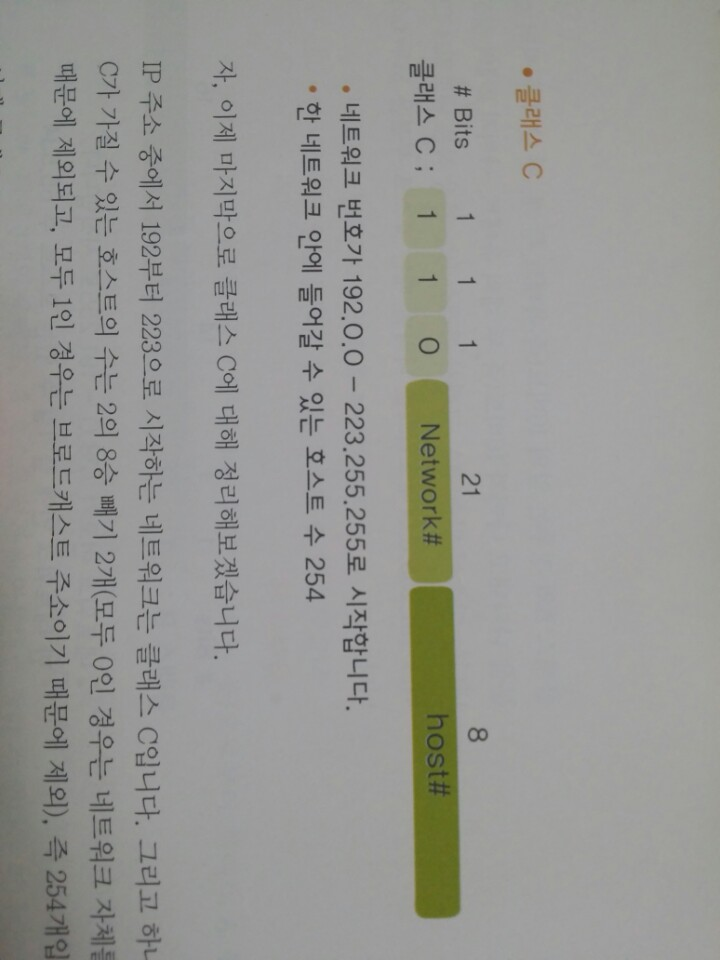 • 클래스 C
# Bits 1 1 1 21 8
클래스 C ; 1 1 0 Network# host#
• 네트워크 번호가 192.0.0 – 223.255.255로 시작합니다.
• 한 네트워크 안에 들어갈 수 있는 호스트 수 254
자, 이제 마지막으로 클래스 C에 대해 정리해보겠습니다.
IP 주소 중에서 192부터 223으로 시작하는 네트워크는 클래스 C입니다. 그리고
C가 가질 수 있는 호스트의 수는 2의 8승 빼기 2개(모두 0인 경우는 네트워크 자체를
때문에 제외되고, 모두 1인 경우는 브로드캐스트 주소이기 때문에 제외), 즉 254개입